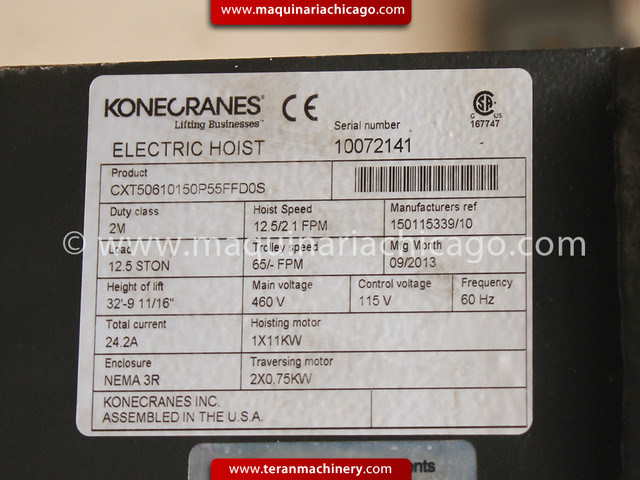 www.maquinariachicago.com
KONECRANES® CE
Lifting Businesses™
Serial number
SA
C US
167747
ELECTRIC HOIST 10072141
Product
CXT50610150P55FFD0S
Duty class Hoist Speed Manufacturers ref
2M 12.5/2.1 FPM 150115339/10
© www.maquinariachicago.com
Load Trolley speed Mfg Month
12.5 STON 65/- FPM 09/2013
Height of lift Main voltage Control voltage Frequency
32'-9 11/16" 460 V 115 V 60 Hz
Total current Hoisting motor
24.2A 1X11KW
Enclosure Traversing motor
NEMA 3R 2X0.75KW
KONECRANES INC.
ASSEMBLED IN THE U.S.A.
www.teranmachinery.com